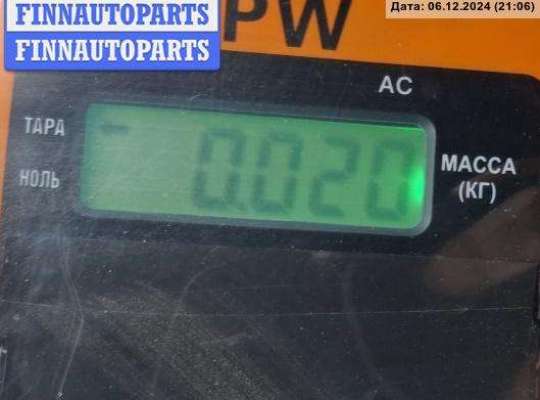 FINNAUTOPARTS
FINNAUTOPARTS
PW
Дата: 06.12.2024 (21:06)
AC
ТАРА
НОЛЬ
0.020
МАССА
(КГ)